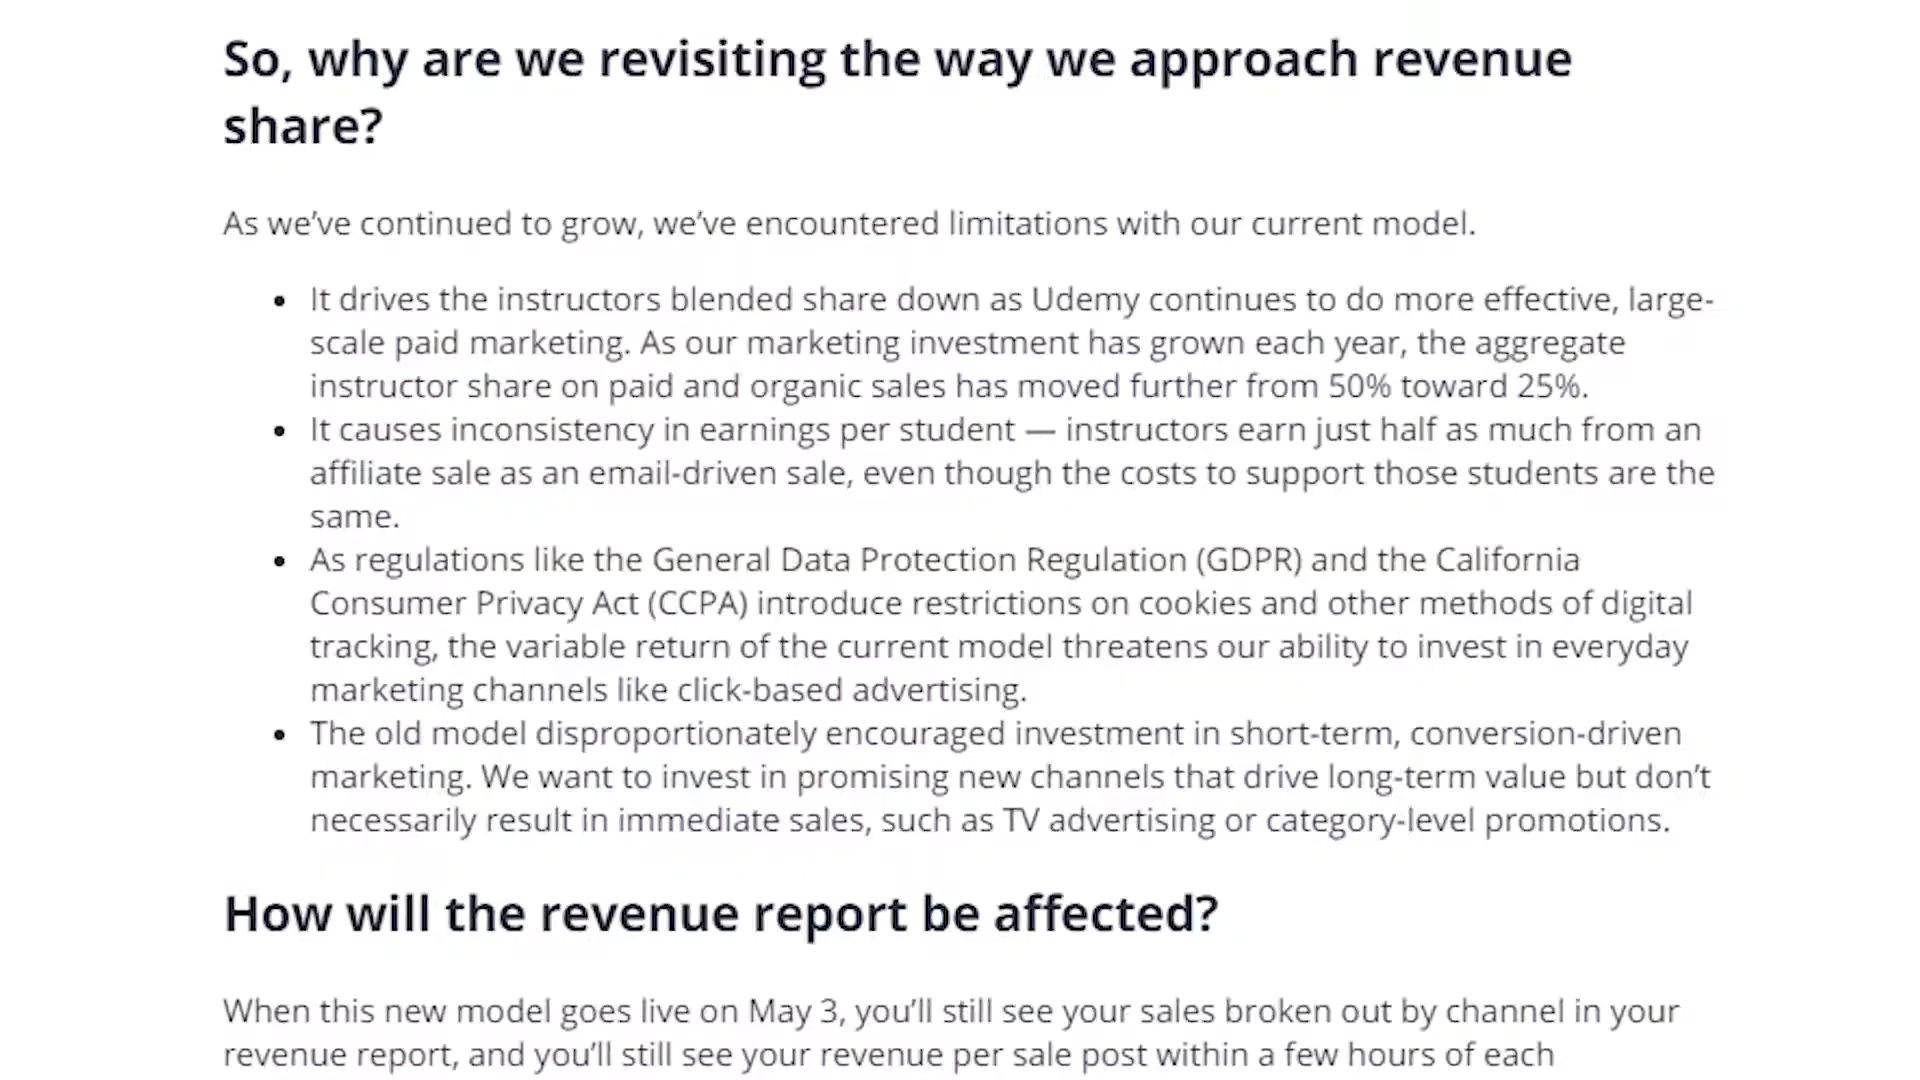 So, why are we revisiting the way we approach revenue
share?
As we’ve continued to grow, we’ve encountered limitations with our current model.
• It drives the instructors blended share down as Udemy continues to do more effective, large-
scale paid marketing. As our marketing investment has grown each year, the aggregate
instructor share on paid and organic sales has moved further from 50% toward 25%.
• It causes inconsistency in earnings per student — instructors earn just half as much from an
affiliate sale as an email-driven sale, even though the costs to support those students are the
same.
• As regulations like the General Data Protection Regulation (GDPR) and the California
Consumer Privacy Act (CCPA) introduce restrictions on cookies and other methods of digital
tracking, the variable return of the current model threatens our ability to invest in everyday
marketing channels like click-based advertising.
• The old model disproportionately encouraged investment in short-term, conversion-driven
marketing. We want to invest in promising new channels that drive long-term value but don’t
necessarily result in immediate sales, such as TV advertising or category-level promotions.
How will the revenue report be affected?
When this new model goes live on May 3, you’ll still see your sales broken out by channel in your
revenue report, and you’ll still see your revenue per sale post within a few hours of each